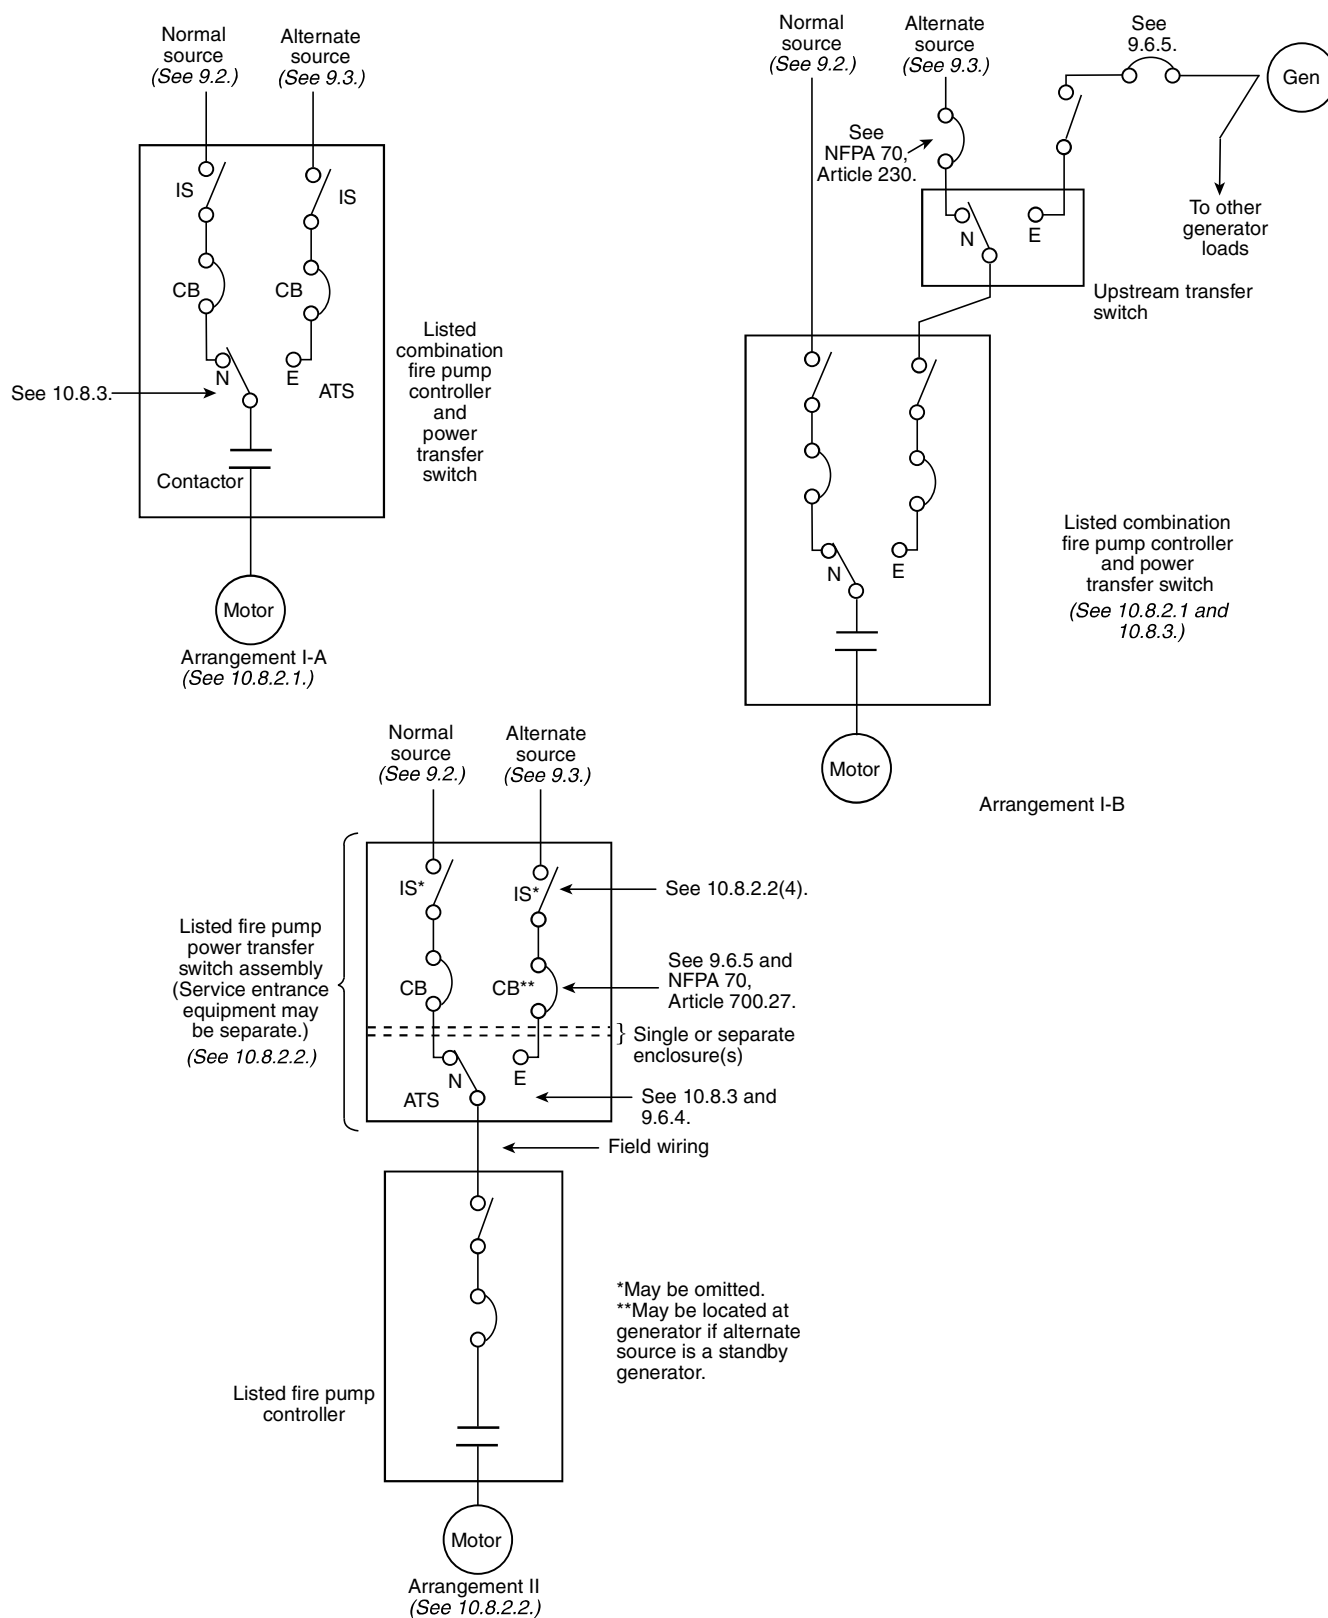 Normal
source
(See 9.2.)
Alternate
source
(See 9.3.)
IS
IS
CB
CB
N
E
ATS
See 10.8.3.
Contactor
Listed
combination
fire pump
controller
and
power
transfer
switch
Motor
Arrangement I-A
(See 10.8.2.1.)
Normal
source
(See 9.2.)
Alternate
source
(See 9.3.)
See
9.6.5.
Gen
See
NFPA 70,
Article 230.
N
E
To other
generator
loads
Upstream transfer
switch
N
E
Listed combination
fire pump controller
and power
transfer switch
(See 10.8.2.1 and
10.8.3.)
Motor
Arrangement I-B
Normal
source
(See 9.2.)
Alternate
source
(See 9.3.)
IS*
IS*
See 10.8.2.2(4).
Listed fire pump
power transfer
switch assembly
(Service entrance
equipment may
be separate.)
(See 10.8.2.2.)
CB
CB**
See 9.6.5 and
NFPA 70,
Article 700.27.
} Single or separate
enclosure(s)
N
E
ATS
See 10.8.3 and
9.6.4.
Field wiring
*May be omitted.
**May be located at
generator if alternate
source is a standby
generator.
Listed fire pump
controller
Motor
Arrangement II
(See 10.8.2.2.)